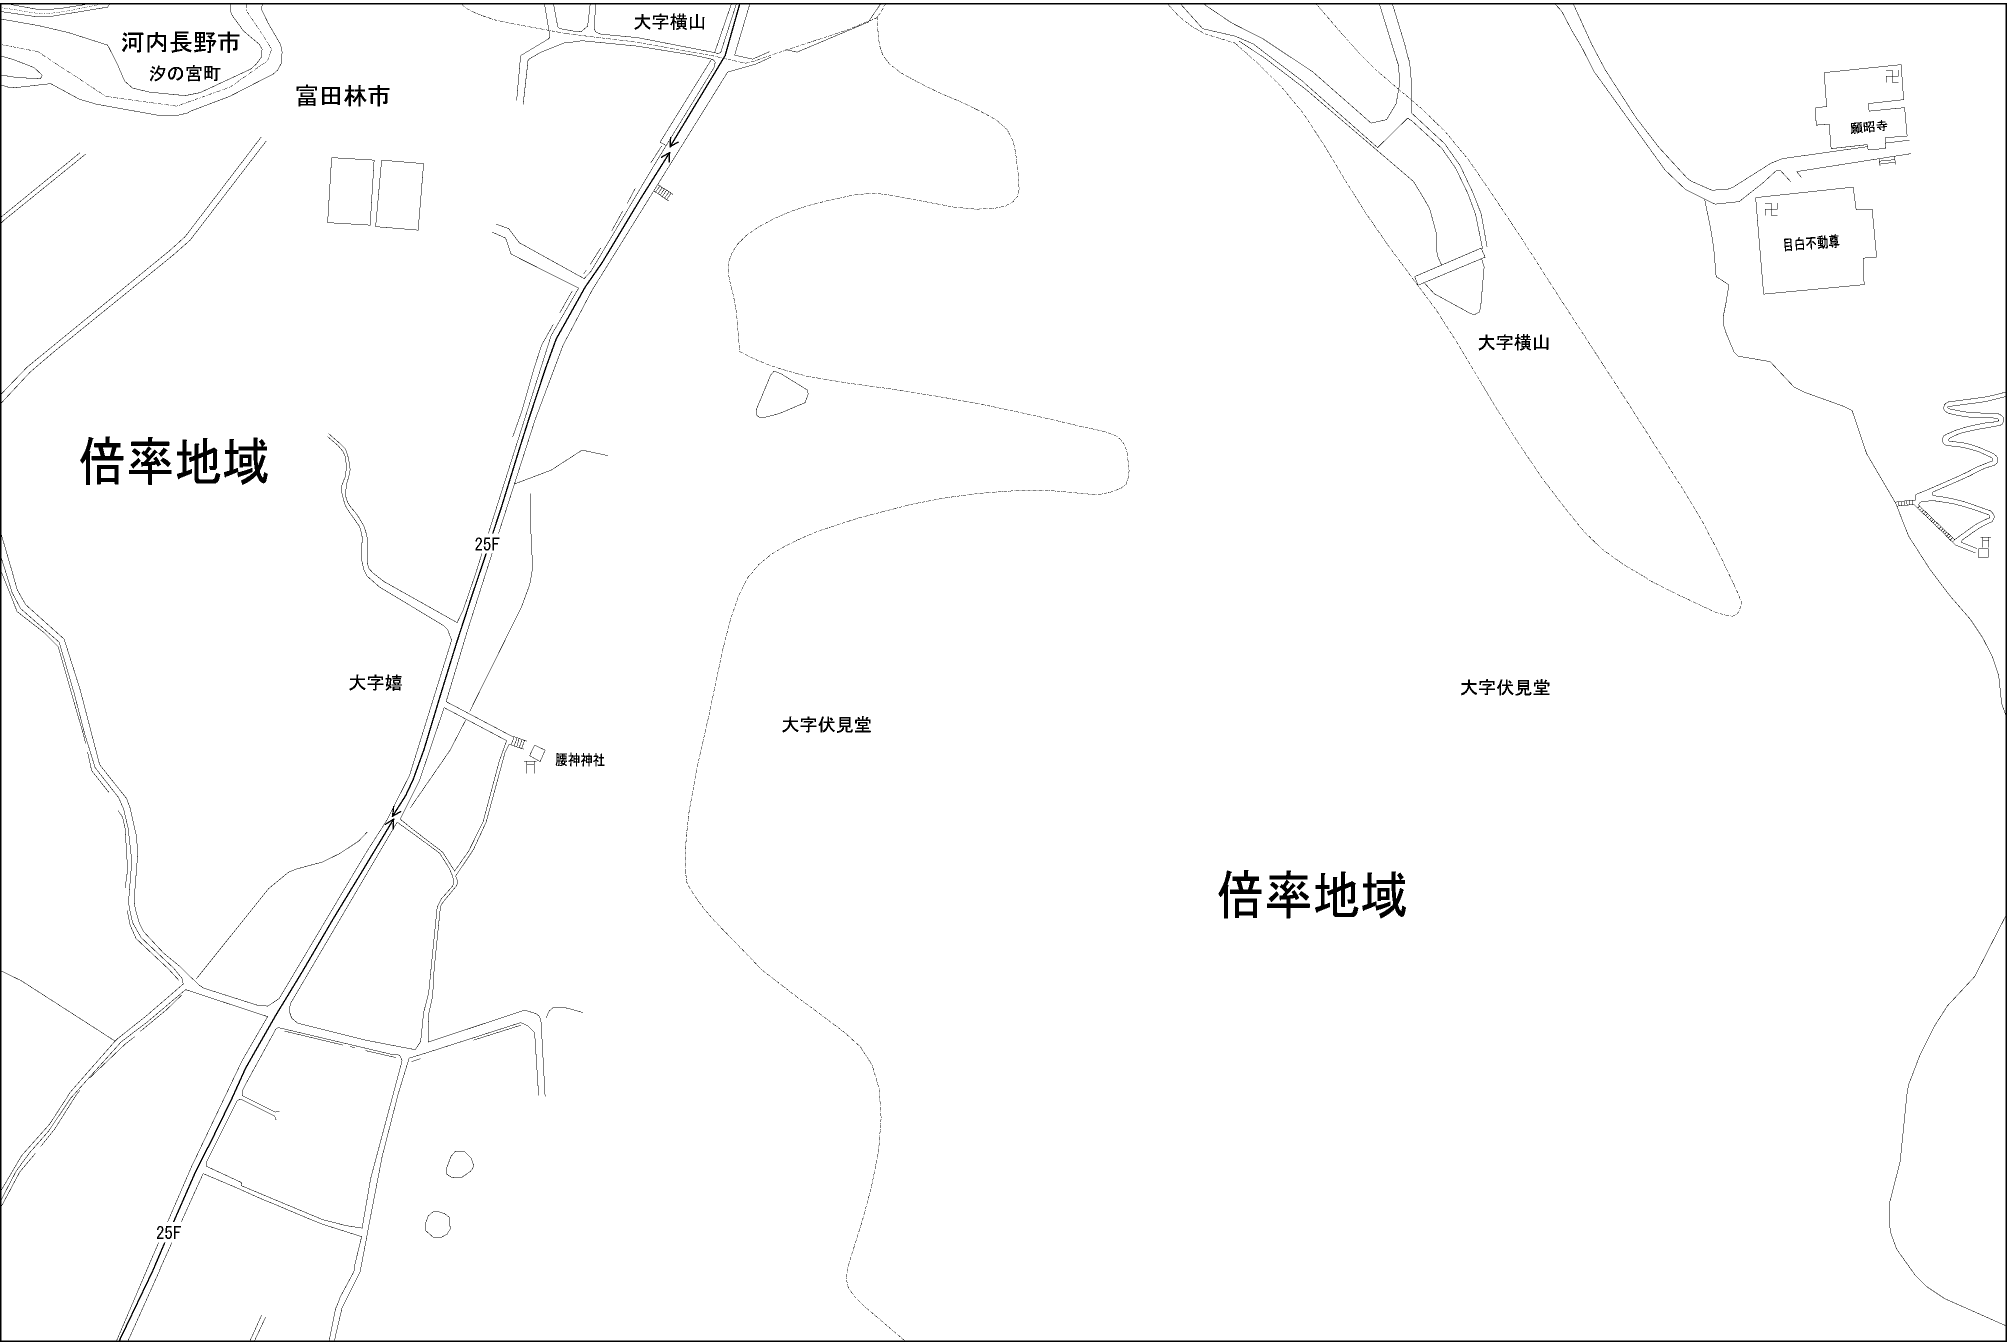 大字横山
河内長野市
汐の宮町
富田林市
願昭寺
目白不動尊
大字横山
倍率地域
25F
大字嬉
大字伏見堂
大字伏見堂
腰神神社
倍率地域
25F